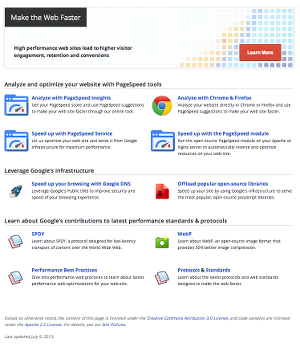 Make the Web Faster
High performance web sites lead to higher visitor
engagement, retention and conversions
Learn More
Analyze and optimize your website with PageSpeed tools
Analyze with PageSpeed Insights
Get your PageSpeed score and use PageSpeed suggestions
to make your web site faster through our online tool.
Analyze with Chrome & Firefox
Analyze your website directly in Chrome or Firefox and use
PageSpeed suggestions to make your web site faster.
Speed up with PageSpeed Service
Let us optimize your web site and serve it from Google
infrastructure for maximum performance.
Speed up with the PageSpeed module
Run the open source PageSpeed module on your Apache or
Nginx server to automatically rewrite and optimize
resources on your web site.
Leverage Google's infrastructure
Speed up your browsing with Google DNS
Leverage Google's Public DNS to improve security and
speed of your browsing experience.
Offload popular open-source libraries
Speed up your site by using Google's infrastructure to serve
the most popular, open source JavaScript libraries.
Learn about Google's contributions to latest performance standards & protocols
SPDY
Learn about SPDY, a protocol designed for low-latency
transport of content over the World Wide Web.
WebP
Learn about WebP, an open-source image format that
provides 30% better image compression.
Performance Best Practices
Dive into performance web practices to learn about latest
performance web optimizations for your web site.
Protocols & Standards
Learn about the latest protocols and web standards
designed to make the web faster.
Except as otherwise noted, the content of this page is licensed under the Creative Commons Attribution 3.0 License, and code samples are licensed
under the Apache 2.0 License. For details, see our Site Policies.
Last updated July 9, 2013.